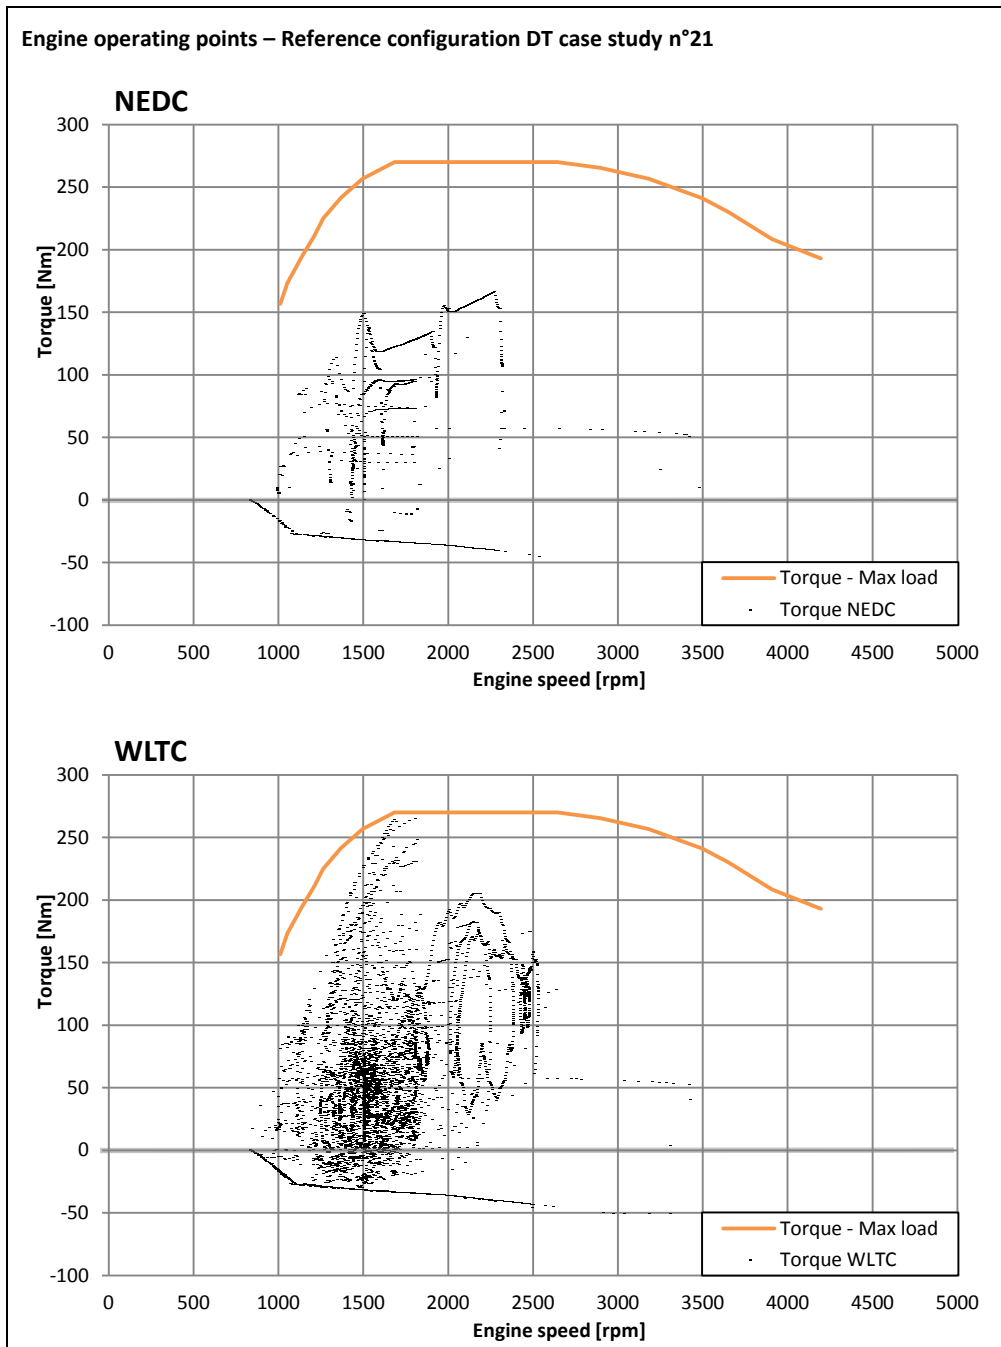 Engine operating points – Reference configuration DT case study n°21
NEDC
300
250
200
150
100
50
0
-50
-100
Torque [Nm]
Torque - Max load
Torque NEDC
0 500 1000 1500 2000 2500 3000 3500 4000 4500 5000
Engine speed [rpm]
WLTC
300
250
200
150
100
50
0
-50
-100
Torque [Nm]
Torque - Max load
Torque WLTC
0 500 1000 1500 2000 2500 3000 3500 4000 4500 5000
Engine speed [rpm]